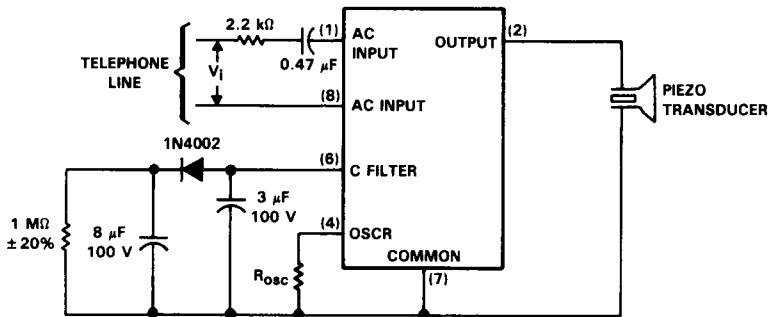 2.2 kΩ
(1)
AC
INPUT
OUTPUT
(2)
0.47 μF
TELEPHONE
LINE
Vi
(8)
AC INPUT
PIEZO
TRANSDUCER
1N4002
(6)
C FILTER
3 μF
100 V
1 MΩ
±20%
8 μF
100 V
(4)
OSCR
COMMON
Rosc
(7)